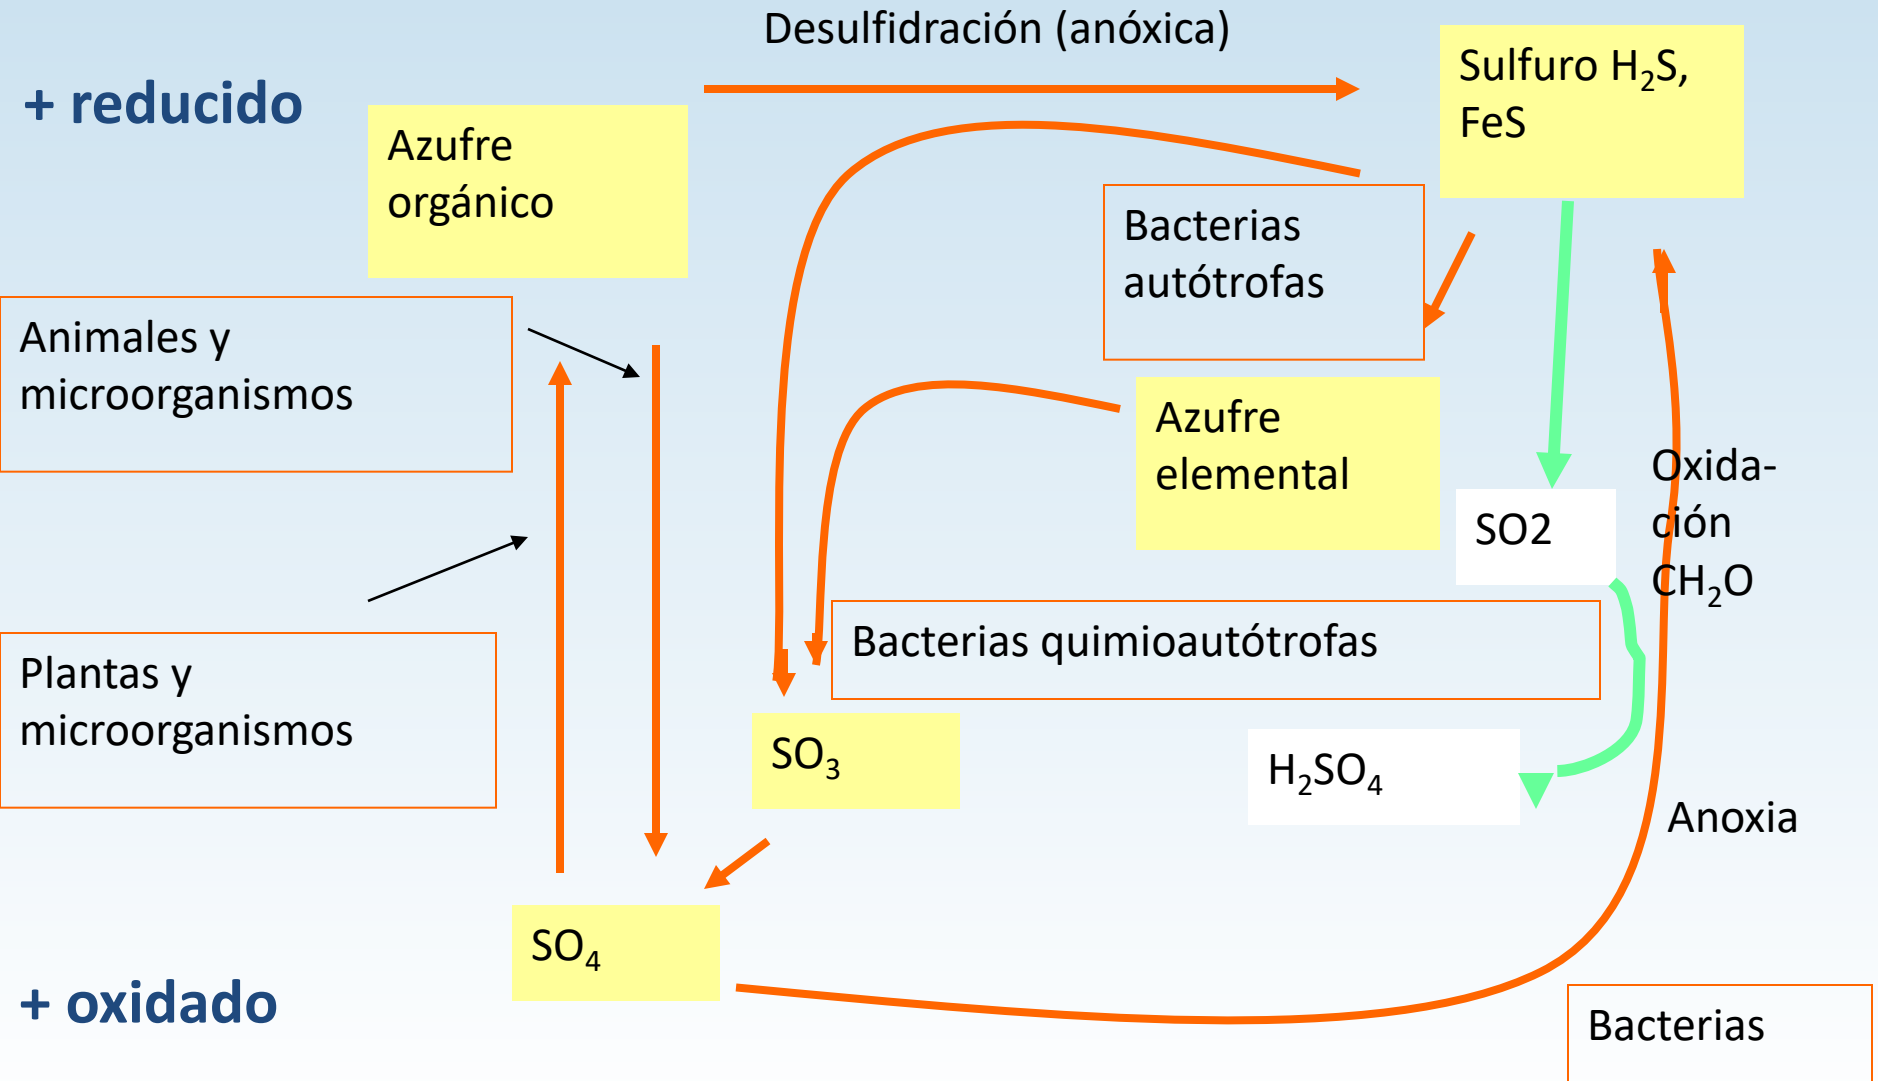 Desulfidración (anóxica)
+ reducido
Sulfuro H₂S,
FeS
Azufre
orgánico
Bacterias
autótrofas
Animales y
microorganismos
Azufre
elemental
Oxida-
ción
CH₂O
SO2
Bacterias quimioautótrofas
Plantas y
microorganismos
SO₃
H₂SO₄
Anoxia
SO₄
+ oxidado
Bacterias